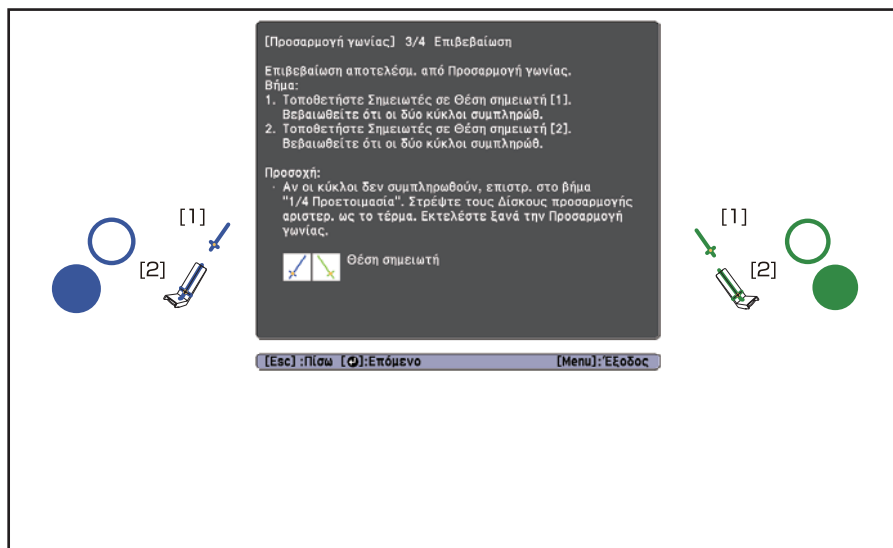 [Προσαρμογή γωνίας] 3/4 Επιβεβαίωση
Επιβεβαίωση αποτελέσμ. από Προσαρμογή γωνίας.
Βήμα:
1. Τοποθετήστε Σημειωτές σε Θέση σημειωτή [1].
Βεβαιωθείτε ότι οι δύο κύκλοι συμπληρώθ.
2. Τοποθετήστε Σημειωτές σε Θέση σημειωτή [2].
Βεβαιωθείτε ότι οι δύο κύκλοι συμπληρώθ.
Προσοχή:
· Αν οι κύκλοι δεν συμπληρωθούν, επιστρ. στο βήμα
"1/4 Προετοιμασία". Στρέψτε τους Δίσκους προσαρμογής
αριστερ. ως το τέρμα. Εκτελέστε ξανά την Προσαρμογή
γωνίας.
Θέση σημειωτή
[1]
[2]
[1]
[2]
[Esc] :Πίσω [⏎]:Επόμενο [Menu]:Έξοδος